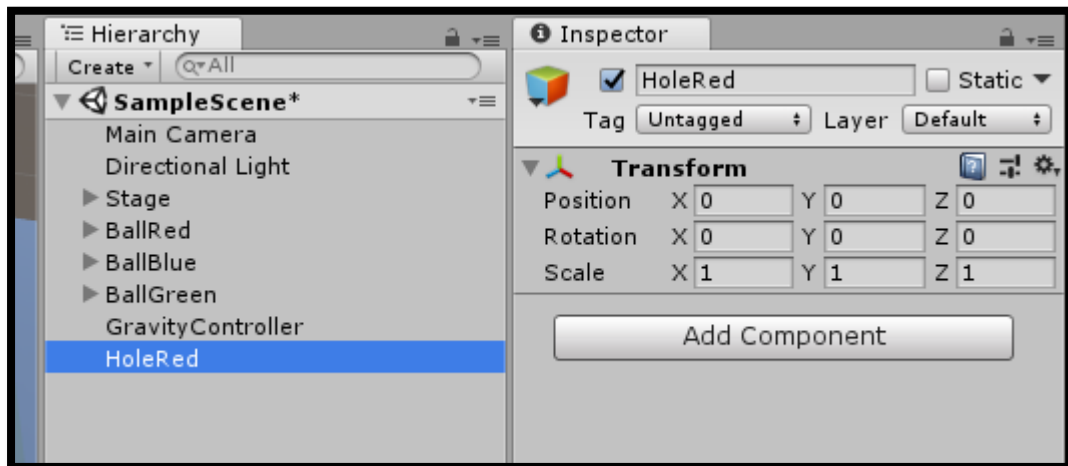 Hierarchy
Create
All
SampleScene*
Main Camera
Directional Light
Stage
BallRed
BallBlue
BallGreen
GravityController
HoleRed
Inspector
HoleRed Static
Tag Untagged Layer Default
Transform
Position X 0 Y 0 Z 0
Rotation X 0 Y 0 Z 0
Scale X 1 Y 1 Z 1
Add Component